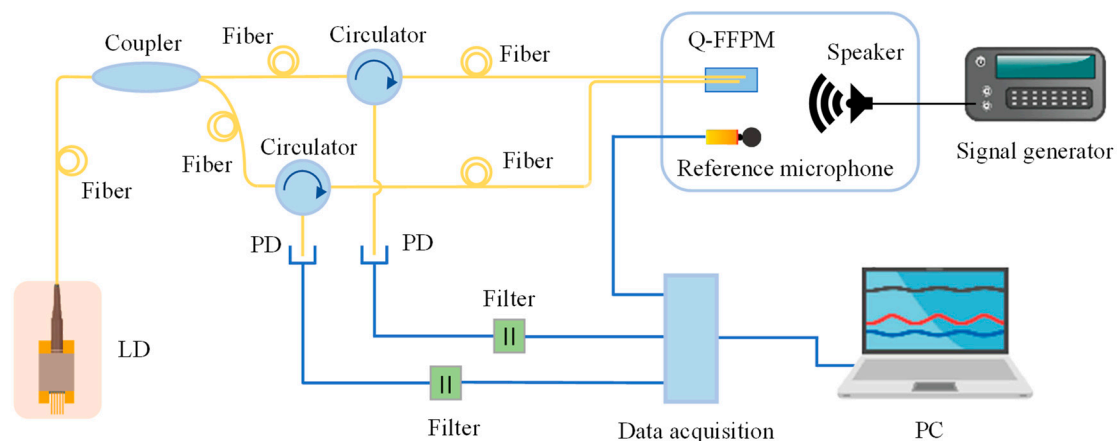 Fiber
Circulator
Coupler
Fiber
Q-FFPM
Speaker
Fiber
Circulator
Fiber
Fiber
Reference microphone
Signal generator
PD
PD
Filter
LD
Filter
Data acquisition
PC